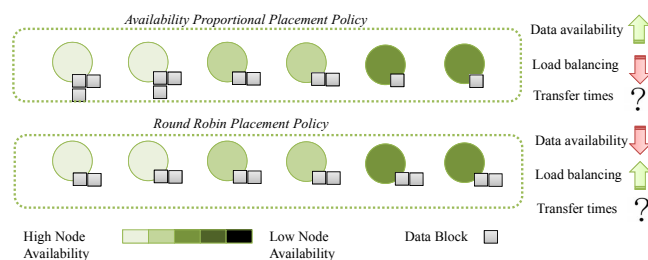 Availability Proportional Placement Policy
Data availability
Load balancing
Transfer times ?
Round Robin Placement Policy
Data availability
Load balancing
Transfer times ?
High Node Availability
Low Node Availability
Data Block